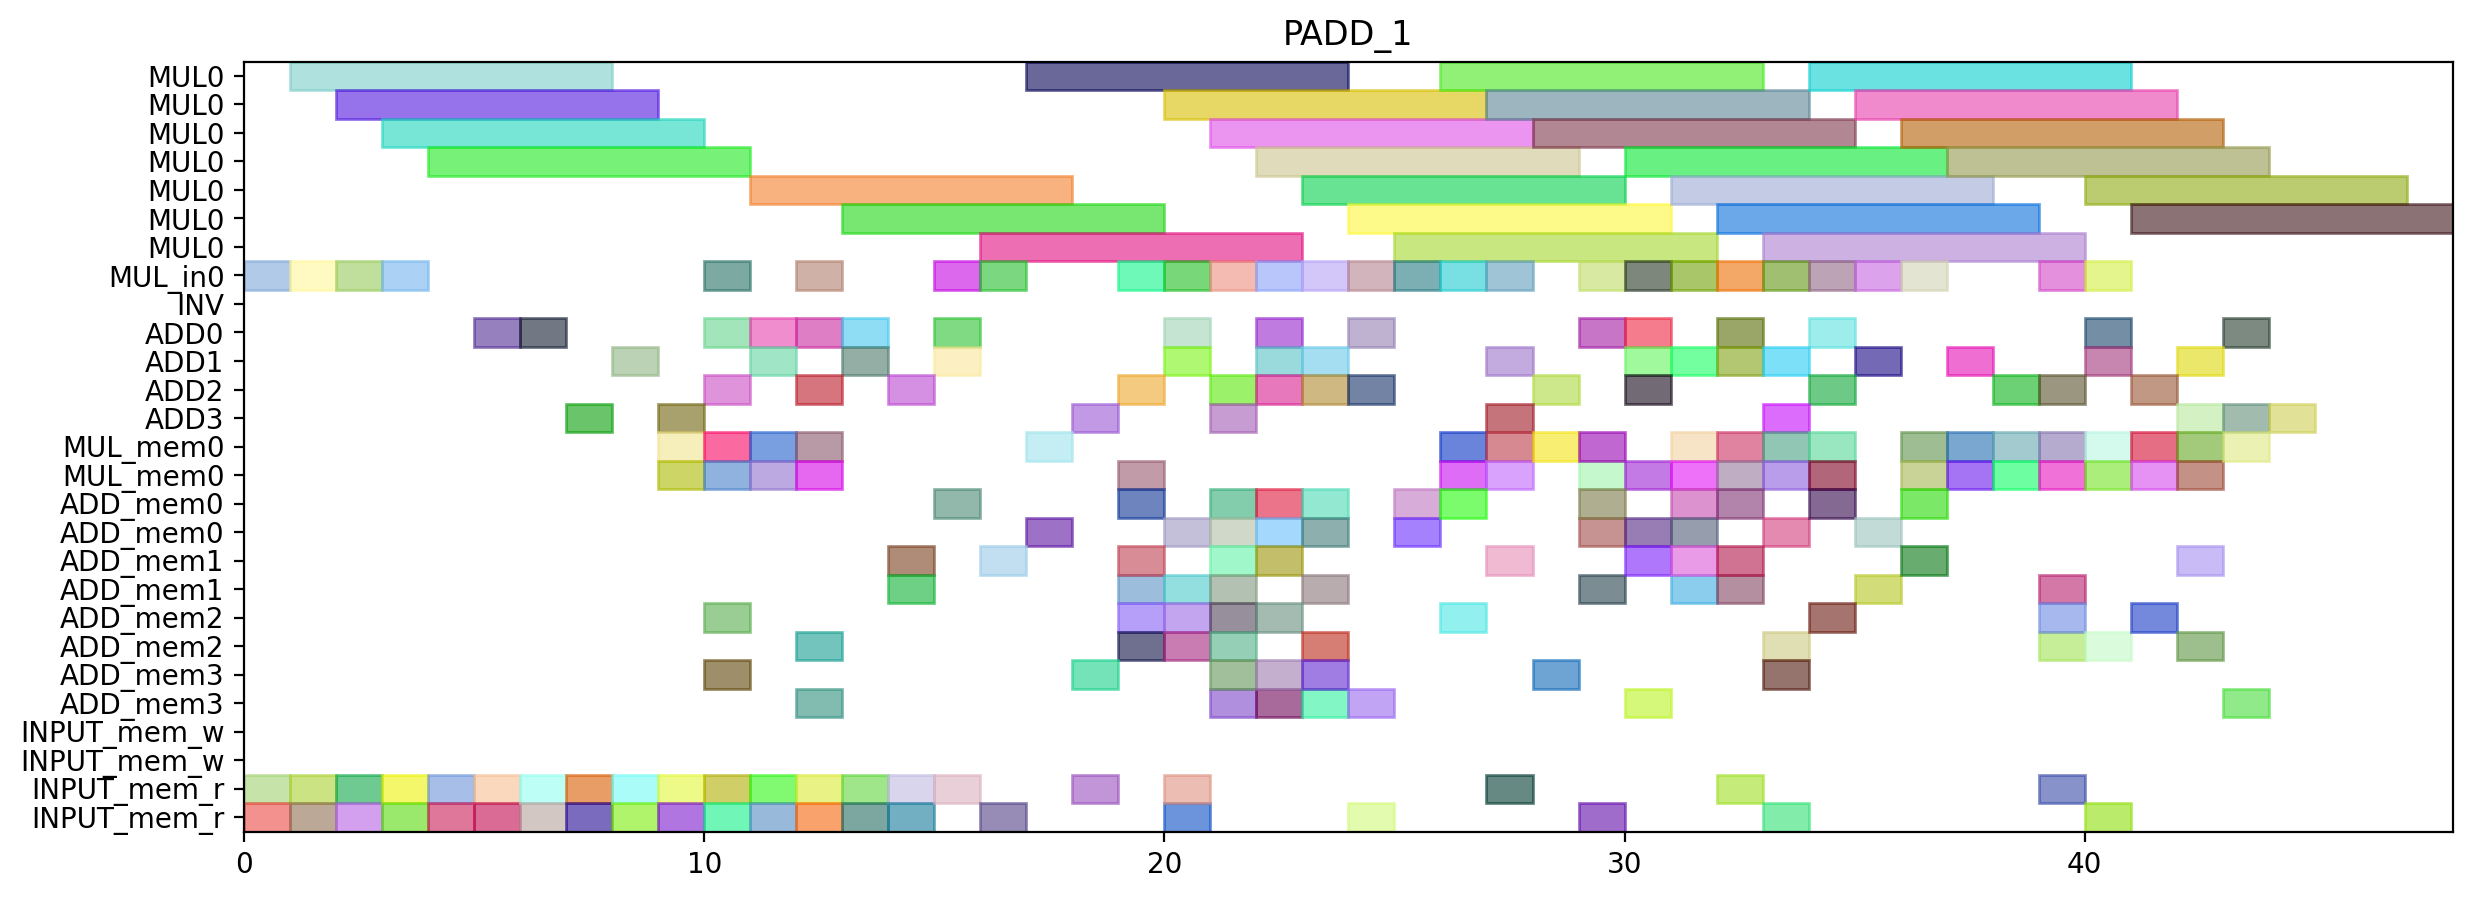 PADD_1
MUL0
MUL0
MUL0
MUL0
MUL0
MUL0
MUL0
MUL_in0
INV
ADD0
ADD1
ADD2
ADD3
MUL_mem0
MUL_mem0
ADD_mem0
ADD_mem0
ADD_mem1
ADD_mem1
ADD_mem2
ADD_mem2
ADD_mem3
ADD_mem3
INPUT_mem_w
INPUT_mem_w
INPUT_mem_r
INPUT_mem_r
0 10 20 30 40